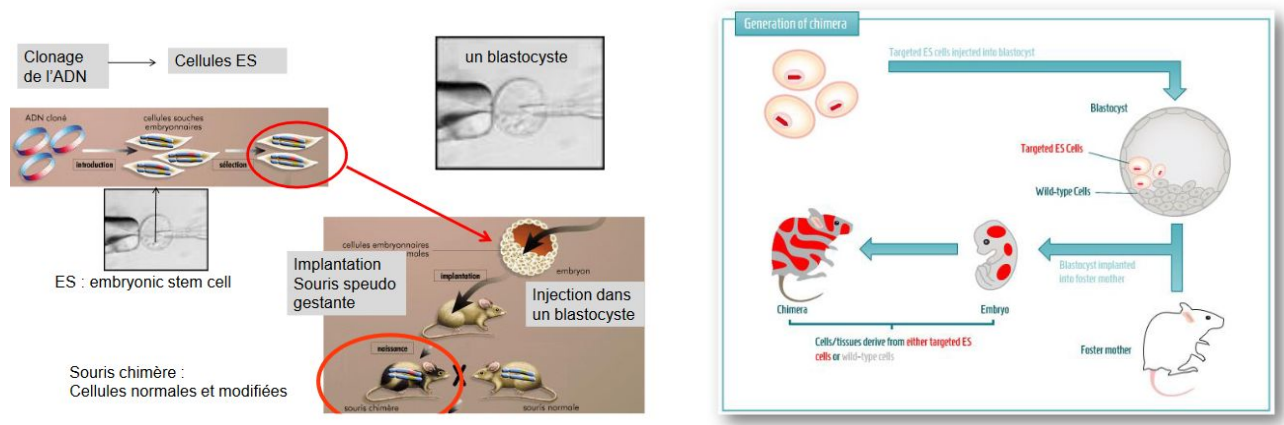 Clonage
de l'ADN
Cellules ES
ADN cloné
cellules souches
embryonnaires
introduction
sélection
ES : embryonic stem cell
un blastocyste
cellules embryonnaires
embryon
Implantation
Souris speudo
gestante
implantation
Injection dans
un blastocyste
naissance
Souris chimère :
Cellules normales et modifiées
souris chimère
souris normale
Generation of chimera
Targeted ES cells injected into blastocyst
Blastocyst
Targeted ES Cells
Wild-type Cells
Blastocyst implanted
into foster mother
Chimera
Embryo
Cells/tissues derive from either targeted ES
cells or wild-type cells
Foster mother